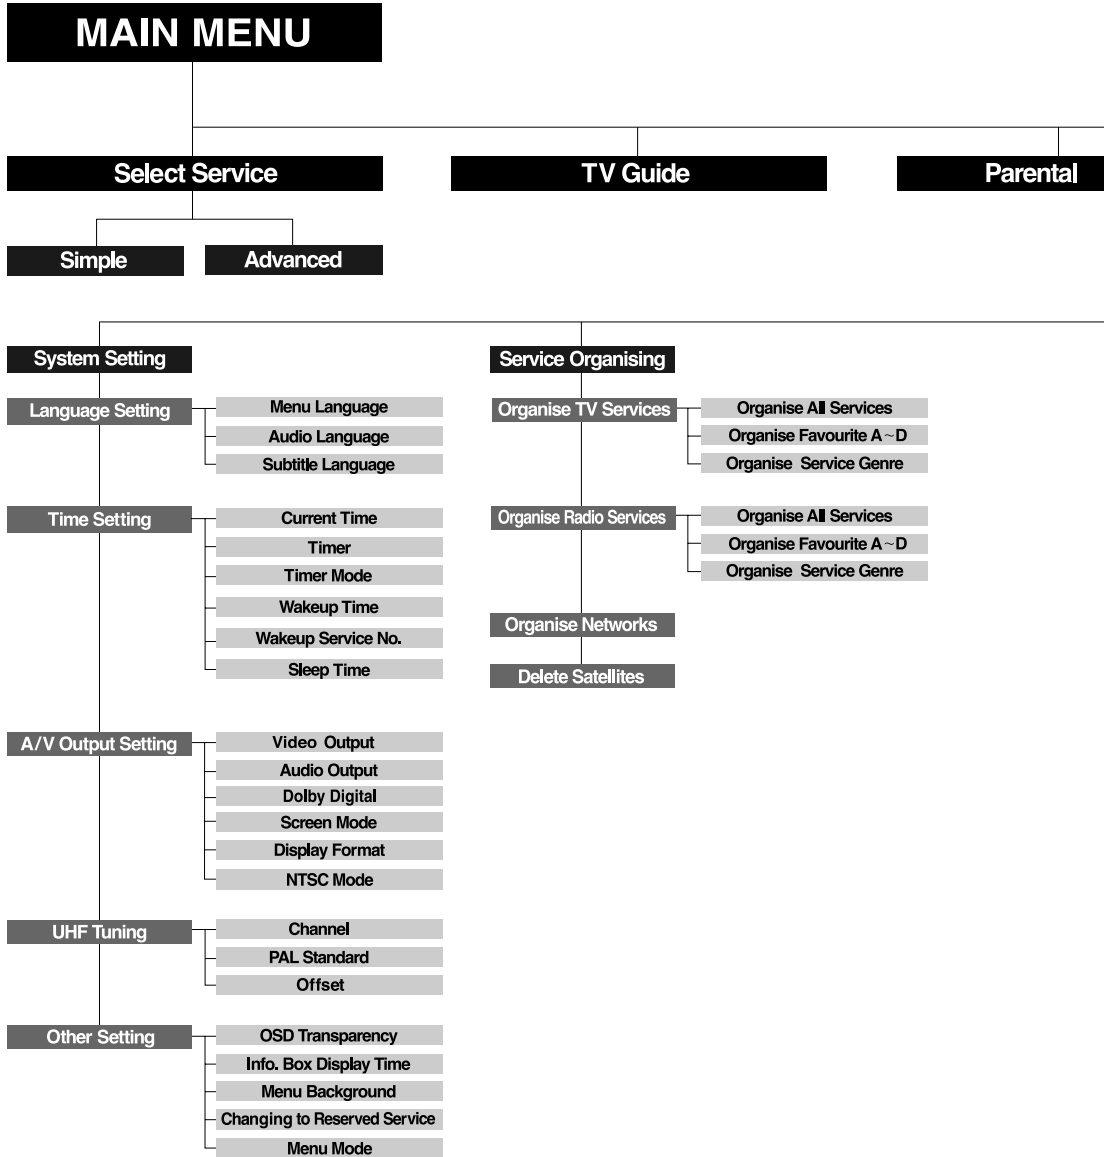 MAIN MENU
Select Service
TV Guide
Parental
Simple
Advanced
System Setting
Language Setting
Menu Language
Audio Language
Subtitle Language
Time Setting
Current Time
Timer
Timer Mode
Wakeup Time
Wakeup Service No.
Sleep Time
A/V Output Setting
Video Output
Audio Output
Dolby Digital
Screen Mode
Display Format
NTSC Mode
UHF Tuning
Channel
PAL Standard
Offset
Other Setting
OSD Transparency
Info. Box Display Time
Menu Background
Changing to Reserved Service
Menu Mode
Service Organising
Organise TV Services
Organise All Services
Organise Favourite A~D
Organise Service Genre
Organise Radio Services
Organise All Services
Organise Favourite A~D
Organise Service Genre
Organise Networks
Delete Satellites